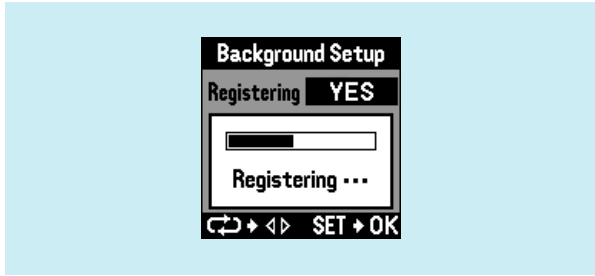 Background Setup
Registering YES
Registering ...
SET OK